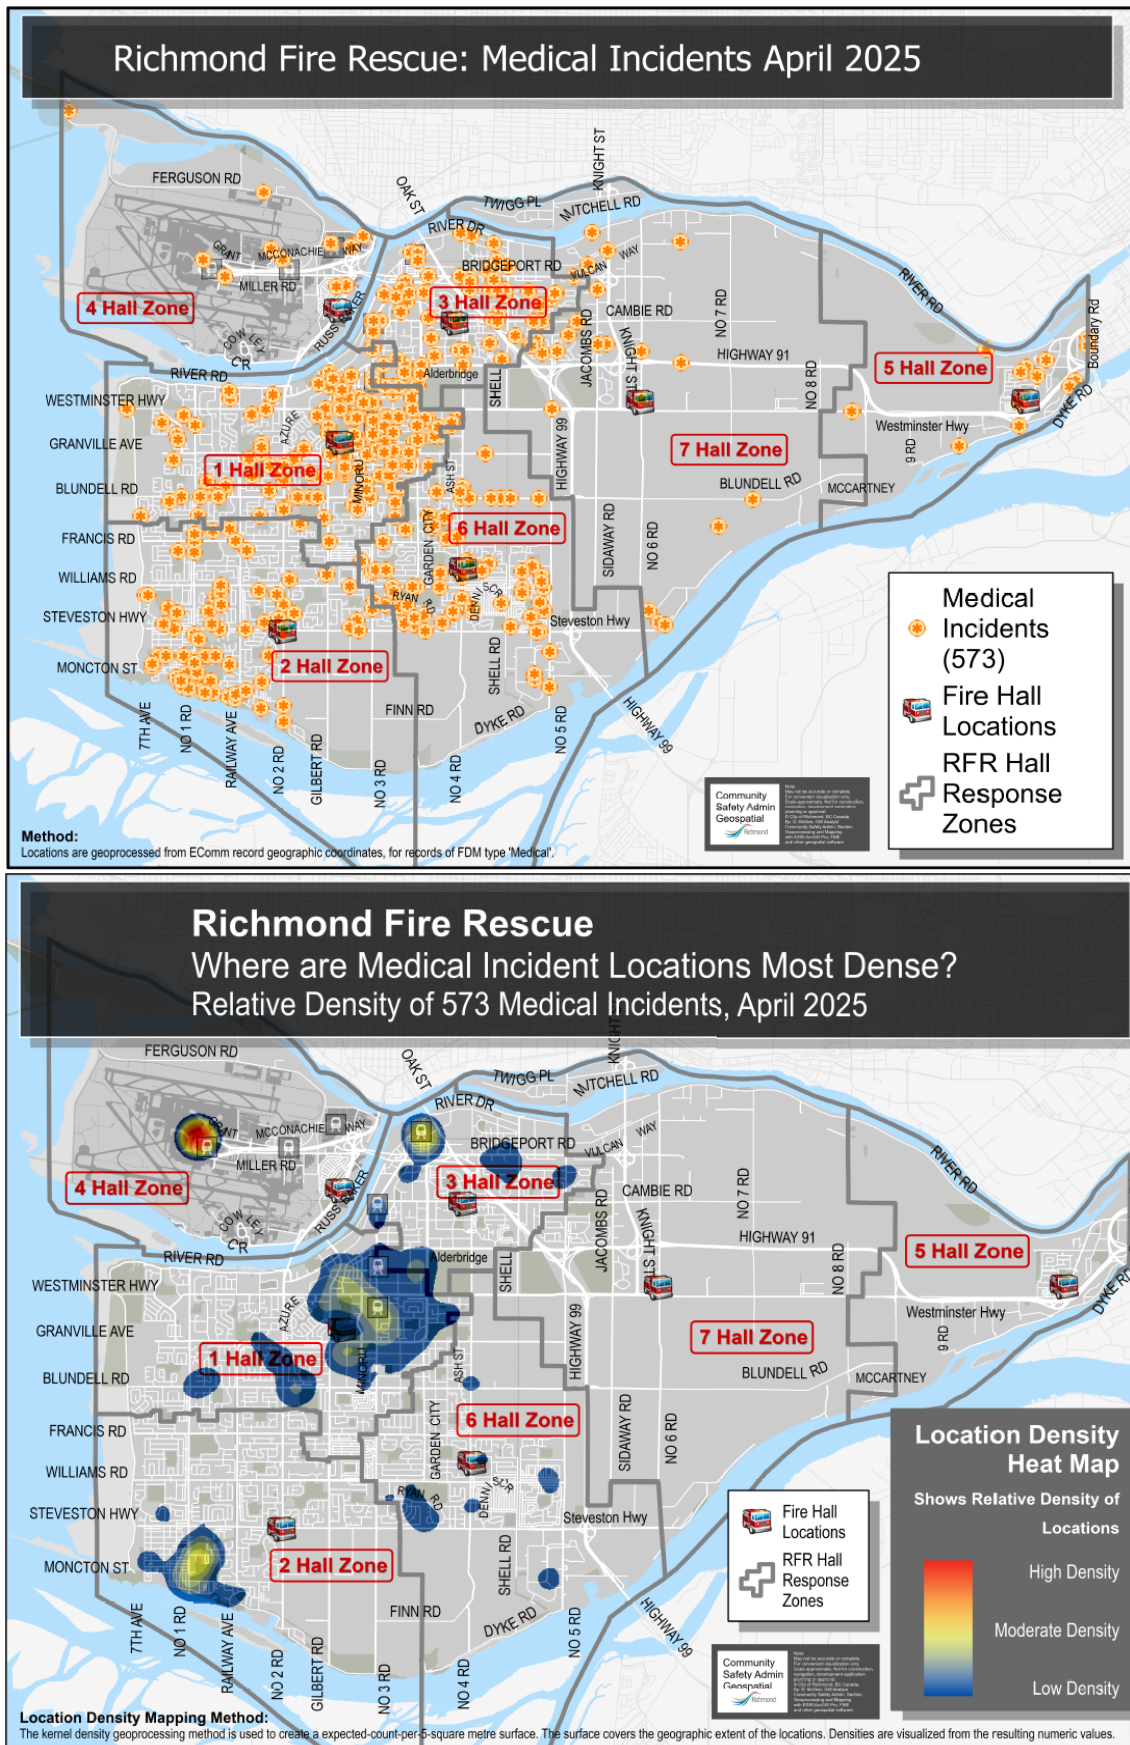 Richmond Fire Rescue: Medical Incidents April 2025
KNIGHT ST
FERGUSON RD
OAK ST
TWIGG PL
MITCHELL RD
RIVER DR
GRANT
MCCONACHIE WAY
BRIDGEPORT RD
VULCAN WAY
MILLER RD
RIVER RD
4 Hall Zone
3 Hall Zone
CAMBIE RD
NO 7 RD
Boundary Rd
RUSS BAKER
COWLEY CR
JACOBMBS RD
KNIGHT ST
HIGHWAY 91
5 Hall Zone
RIVER RD
Alderbridge
SHELL
NO 8 RD
DYKE RD
WESTMINSTER HWY
AZURE
Westminster Hwy
GRANVILLE AVE
HIGHWAY 99
7 Hall Zone
9 RD
1 Hall Zone
ASH ST
MINORU
BLUNDELL RD
BLUNDELL RD
MCCARTNEY
6 Hall Zone
GARDEN CITY
FRANCIS RD
SIDAWAY RD
NO 6 RD
WILLIAMS RD
RYAN RD
DENNIS CR
STEVESTON HWY
Steveston Hwy
MONCTON ST
2 Hall Zone
SHELL RD
FINN RD
DYKE RD
7TH AVE
NO 1 RD
RAILWAY AVE
NO 2 RD
GILBERT RD
NO 3 RD
NO 4 RD
NO 5 RD
HIGHWAY 99
Medical
Incidents
(573)
Fire Hall
Locations
RFR Hall
Response
Zones
Community
Safety Admin
Geospatial
Richmond
Method:
Locations are geoprocessed from EComm record geographic coordinates, for records of FDM type 'Medical'.
Richmond Fire Rescue
Where are Medical Incident Locations Most Dense?
Relative Density of 573 Medical Incidents, April 2025
FERGUSON RD
OAK ST
TWIGG PL
MITCHELL RD
RIVER DR
GRANT
MCCONACHIE WAY
BRIDGEPORT RD
VULCAN WAY
MILLER RD
RIVER RD
4 Hall Zone
3 Hall Zone
CAMBIE RD
NO 7 RD
RUSS BAKER
COWLEY CR
JACOMBS RD
KNIGHT ST
HIGHWAY 91
5 Hall Zone
RIVER RD
Alderbridge
SHELL
NO 8 RD
DYKE RD
WESTMINSTER HWY
AZURE
Westminster Hwy
GRANVILLE AVE
HIGHWAY 99
7 Hall Zone
9 RD
1 Hall Zone
ASH ST
MINORU
BLUNDELL RD
BLUNDELL RD
MCCARTNEY
6 Hall Zone
GARDEN CITY
FRANCIS RD
SIDAWAY RD
NO 6 RD
WILLIAMS RD
RYAN RD
DENNIS CR
STEVESTON HWY
Steveston Hwy
MONCTON ST
2 Hall Zone
SHELL RD
FINN RD
DYKE RD
7TH AVE
NO 1 RD
RAILWAY AVE
NO 2 RD
GILBERT RD
NO 3 RD
NO 4 RD
NO 5 RD
HIGHWAY 99
Fire Hall
Locations
RFR Hall
Response
Zones
Location Density
Heat Map
Shows Relative Density of
Locations
High Density
Moderate Density
Low Density
Community
Safety Admin
Geospatial
Richmond
Location Density Mapping Method:
The kernel density geoprocessing method is used to create a expected-count-per-5-square metre surface. The surface covers the geographic extent of the locations. Densities are visualized from the resulting numeric values.